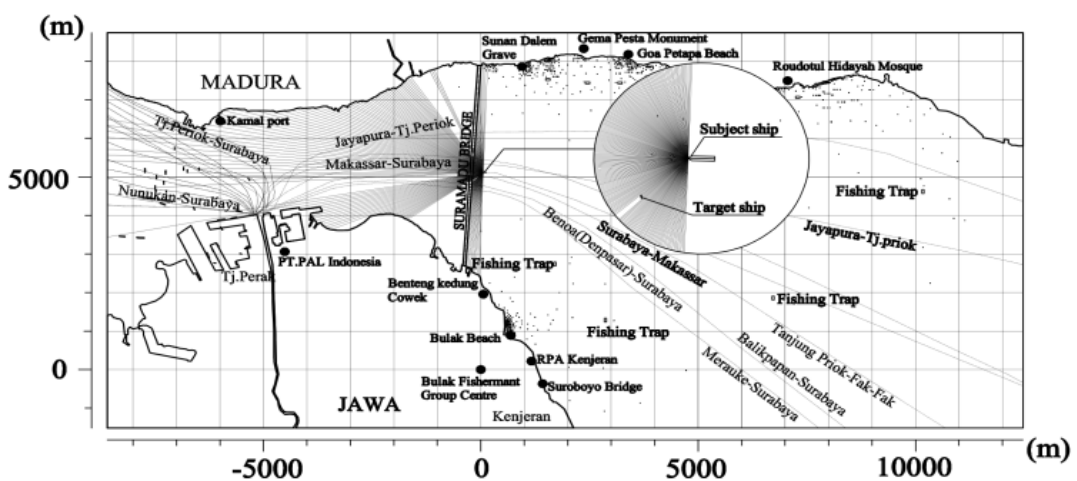 (m)
Sunan Dalem
Grave
Gema Pesta Monument
Goa Petapa Beach
Roudotul Hidayah Mosque
MADURA
Kamal port
Tj.Periok-Surabaya
Jayapura-Tj.Periok
Makassar-Surabaya
SURAMADU BRIDGE
Subject ship
Target ship
Fishing Trap
5000
Nunukan-Surabaya
Jayapura-Tj.priok
Surabaya-Makassar
Benoa(Denpasar)-Surabaya
PT.PAL Indonesia
Tj.Perak
Fishing Trap
Benteng kedung
Cowek
Fishing Trap
Bulak Beach
Fishing Trap
Tanjung Priok-Fak-Fak
Balikpapan-Surabaya
Merauke-Surabaya
RPA Kenjeran
0
Bulak Fishermant
Group Centre
Suroboyo Bridge
JAWA
Kenjeran
(m)
-5000
0
5000
10000